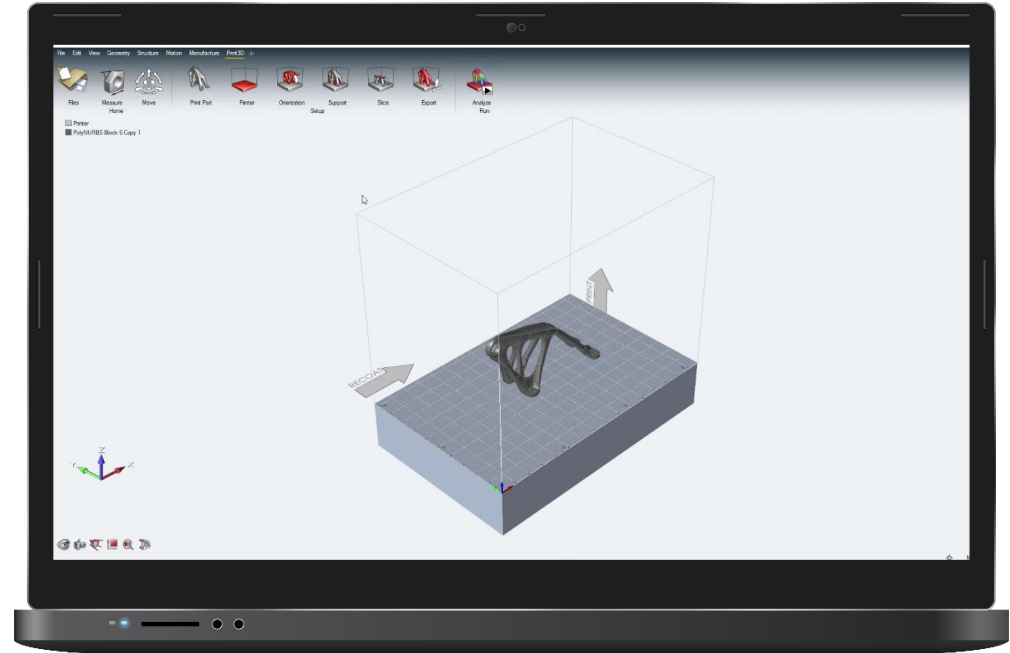 File Edit View Geometry Structure Motion Manufacture Print3D +
Files Measure Move Print Part Printer Orientation Support Slice Export Analyze
Home Setup Run
Printer
PolyNURBS Block 6 Copy 1
PRINT
RECOAT
Z
Y X